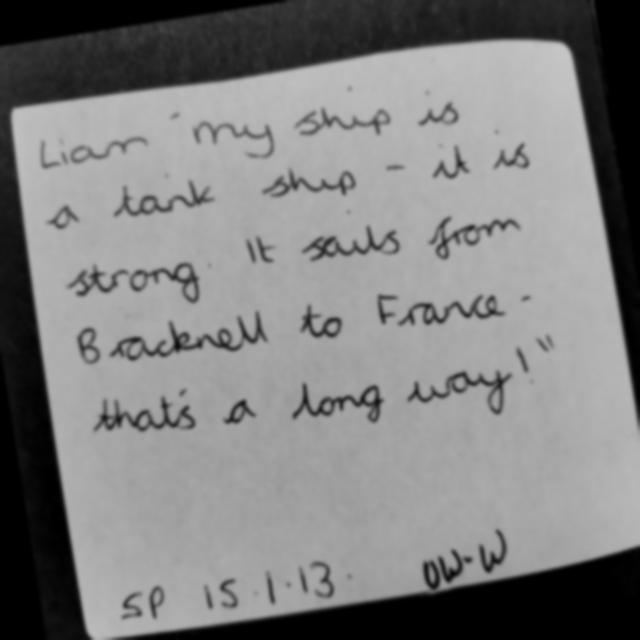 Liam "my ship is
a tank ship - it is
strong. It sails from
Bracknell to France -
that's a long way!"
SP 15.1.13. UW-W